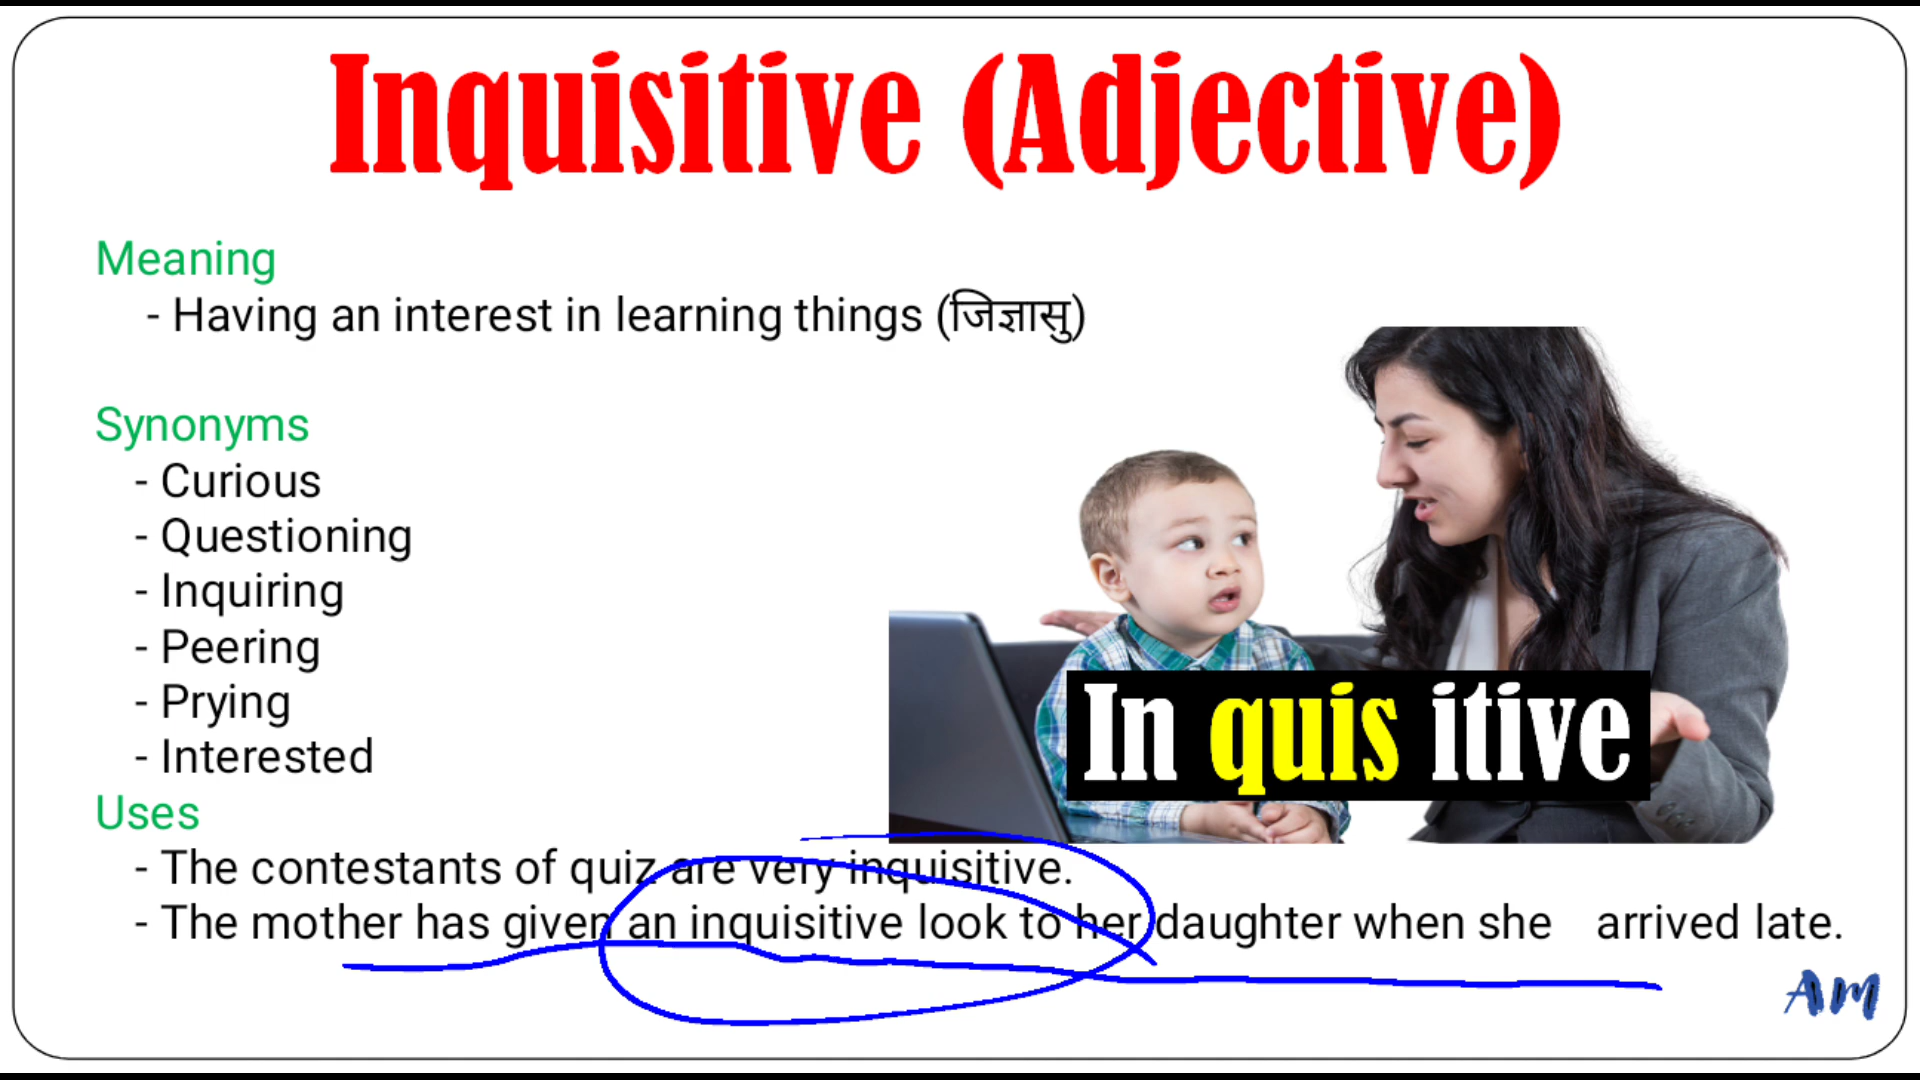 Inquisitive (Adjective)
Meaning
- Having an interest in learning things (जिज्ञासु)
Synonyms
- Curious
- Questioning
- Inquiring
- Peering
- Prying
- Interested
In quis itive
Uses
- The contestants of quiz are very inquisitive.
- The mother has given an inquisitive look to her daughter when she arrived late.
AM